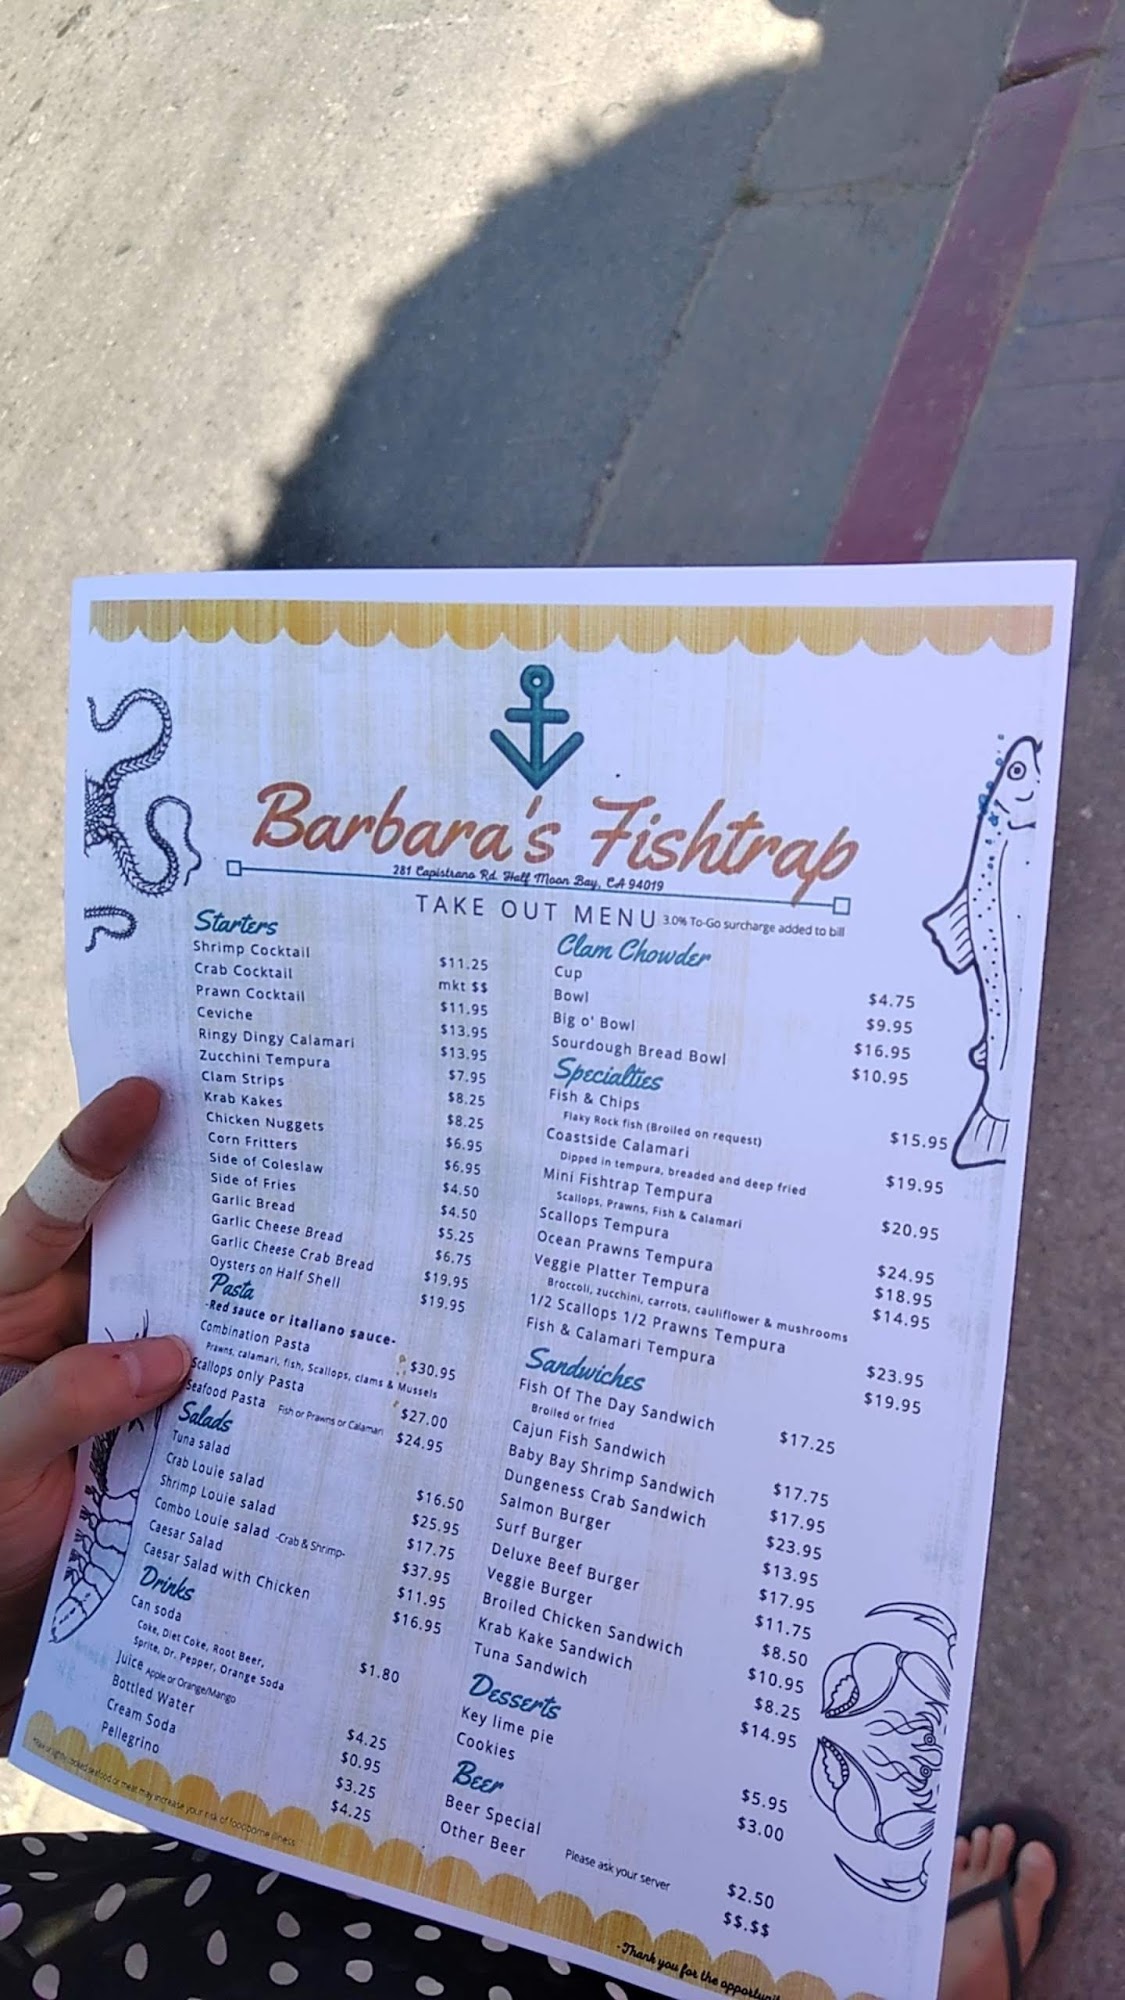 Barbara's Fishtrap
281 Capistrano Rd. Half Moon Bay, CA 94019
TAKE OUT MENU 3.0% To-Go surcharge added to bill
Starters
Shrimp Cocktail $11.25
Crab Cocktail mkt $$
Prawn Cocktail $11.95
Ceviche $13.95
Ringy Dingy Calamari $13.95
Zucchini Tempura $7.95
Clam Strips $8.25
Krab Kakes $8.25
Chicken Nuggets $6.95
Corn Fritters $6.95
Side of Coleslaw $4.50
Side of Fries $4.50
Garlic Bread $5.25
Garlic Cheese Bread $6.75
Garlic Cheese Crab Bread $19.95
Oysters on Half Shell $19.95
Pasta
-Red sauce or italiano sauce-
Combination Pasta $30.95
Prawns, calamari, fish, Scallops, clams & Mussels
Scallops only Pasta $27.00
Seafood Pasta Fish or Prawns or Calamari $24.95
Salads
Tuna salad $16.50
Crab Louie salad $25.95
Shrimp Louie salad $17.75
Combo Louie salad -Crab & Shrimp- $37.95
Caesar Salad $11.95
Caesar Salad with Chicken $16.95
Drinks
Can soda $1.80
Coke, Diet Coke, Root Beer,
Sprite, Dr. Pepper, Orange Soda
Juice Apple or Orange/Mango $4.25
Bottled Water $0.95
Cream Soda $3.25
Pellegrino $4.25
Clam Chowder
Cup $4.75
Bowl $9.95
Big o' Bowl $16.95
Sourdough Bread Bowl $10.95
Specialties
Fish & Chips $15.95
Flaky Rock fish (Broiled on request)
Coastside Calamari $19.95
Dipped in tempura, breaded and deep fried
Mini Fishtrap Tempura $20.95
Scallops, Prawns, Fish & Calamari
Scallops Tempura $24.95
Ocean Prawns Tempura $18.95
Veggie Platter Tempura $14.95
Broccoli, zucchini, carrots, cauliflower & mushrooms
1/2 Scallops 1/2 Prawns Tempura $23.95
Fish & Calamari Tempura $19.95
Sandwiches
Fish Of The Day Sandwich $17.25
Broiled or fried
Cajun Fish Sandwich $17.75
Baby Bay Shrimp Sandwich $17.95
Dungeness Crab Sandwich $23.95
Salmon Burger $13.95
Surf Burger $17.95
Deluxe Beef Burger $11.75
Veggie Burger $8.50
Broiled Chicken Sandwich $10.95
Krab Kake Sandwich $8.25
Tuna Sandwich $14.95
Desserts
Key lime pie $5.95
Cookies $3.00
Beer
Beer Special $2.50
Other Beer Please ask your server $$.$$
cooked seafood or meat may increase your risk of foodborne illness
-Thank you for the